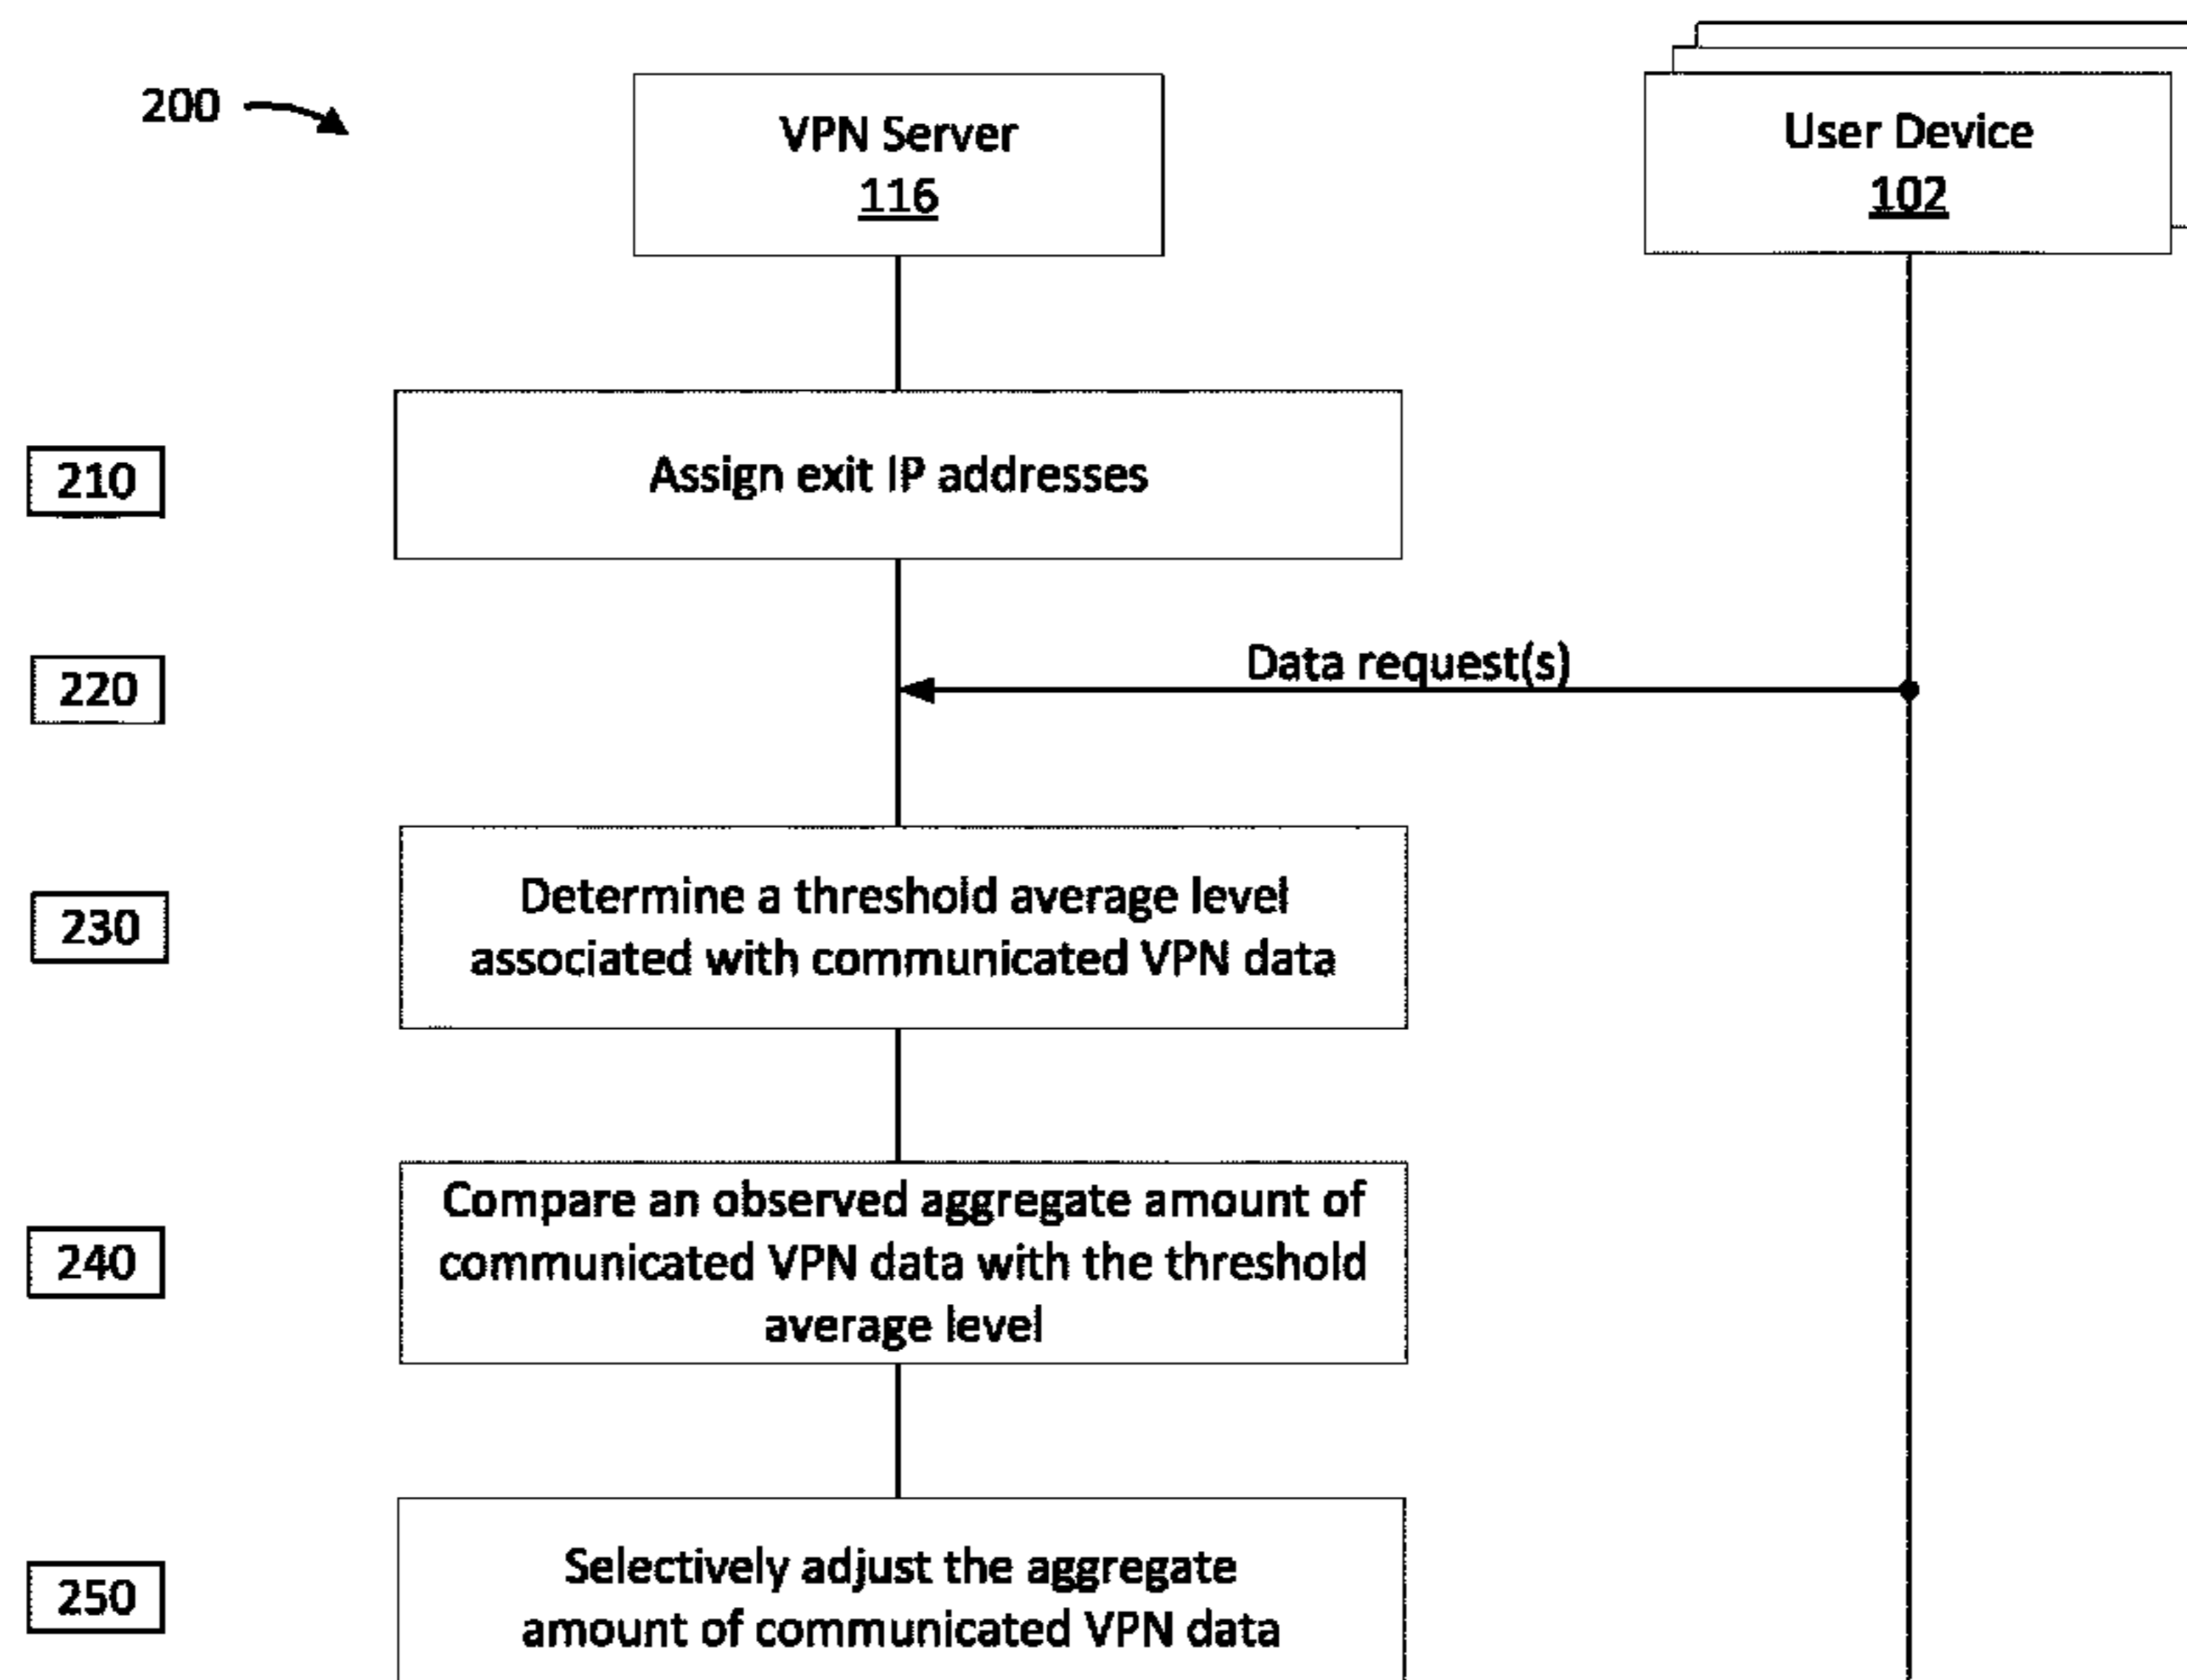 200
VPN Server
116
User Device
102
210
Assign exit IP addresses
220
Data request(s)
230
Determine a threshold average level
associated with communicated VPN data
240
Compare an observed aggregate amount of
communicated VPN data with the threshold
average level
250
Selectively adjust the aggregate
amount of communicated VPN data